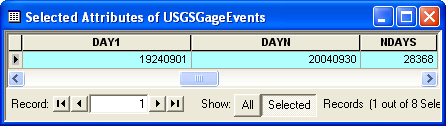 Selected Attributes of USGSGageEvents
DAY1 DAYN NDAYS
19240901 20040930 28368
Record: 1 Show: All Selected Records (1 out of 8 Sele